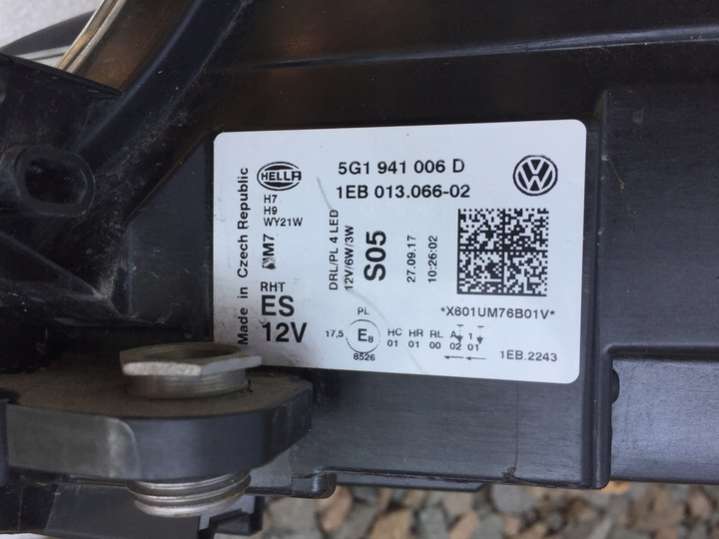 Made in Czech Republic
HELLA
5G1 941 006 D
1EB 013.066-02
H7
H9
WY21W
M7
RHT
ES
12V
DRL/PL 4 LED
12V/6W/3W
S05
27.09.17
10:26:02
*X601UM76B01V*
PL
17,5 E8 HC HR RL A 1
01 01 00 02 01
8526
1EB.2243
VW